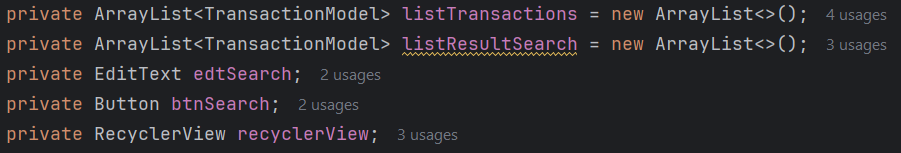 private ArrayList<TransactionModel> listTransactions = new ArrayList<>(); 4 usages
private ArrayList<TransactionModel> listResultSearch = new ArrayList<>(); 3 usages
private EditText edtSearch; 2 usages
private Button btnSearch; 2 usages
private RecyclerView recyclerView; 3 usages